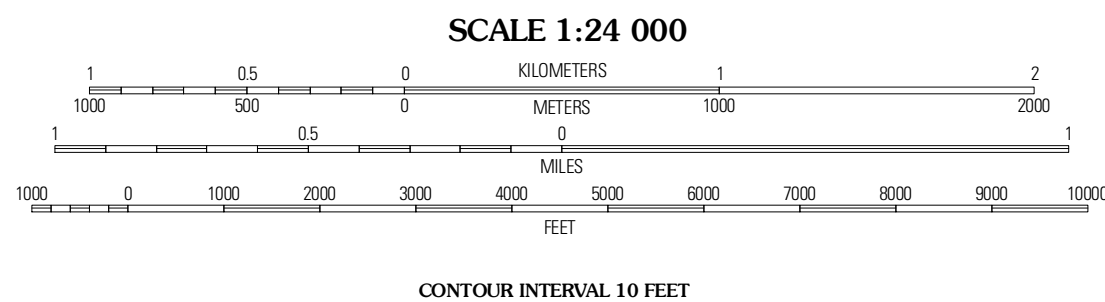 SCALE 1:24 000
1 0.5 0 KILOMETERS 1 2
1000 500 0 METERS 1000 2000
1 0.5 0 1
MILES
1000 0 1000 2000 3000 4000 5000 6000 7000 8000 9000 10000
FEET
CONTOUR INTERVAL 10 FEET